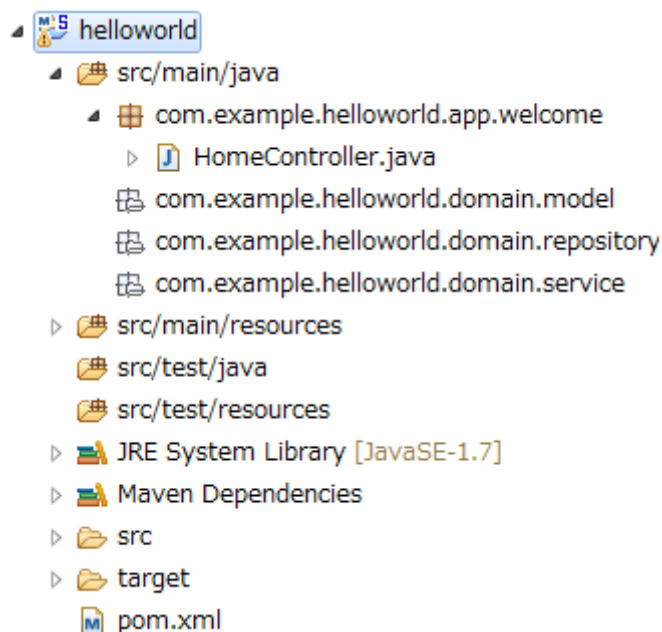 helloworld
src/main/java
com.example.helloworld.app.welcome
HomeController.java
com.example.helloworld.domain.model
com.example.helloworld.domain.repository
com.example.helloworld.domain.service
src/main/resources
src/test/java
src/test/resources
JRE System Library [JavaSE-1.7]
Maven Dependencies
src
target
pom.xml